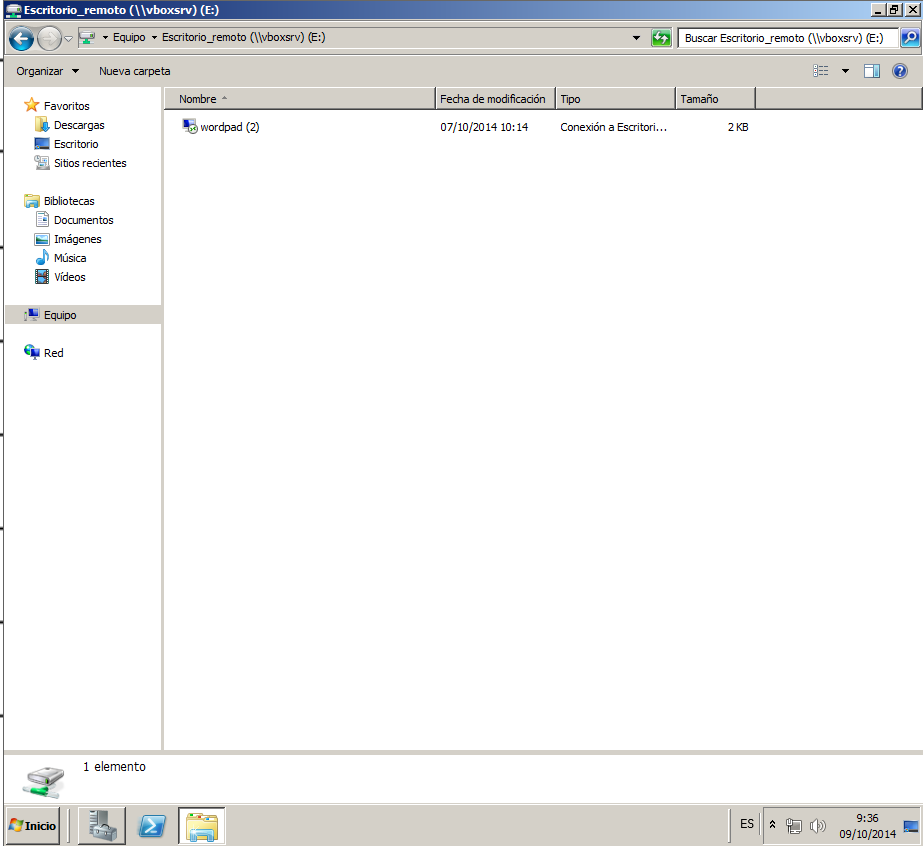 Escritorio_remoto (\\vboxsrv) (E:)
Equipo Escritorio_remoto (\\vboxsrv) (E:)
Buscar Escritorio_remoto (\\vboxsrv) (E:)
Organizar Nueva carpeta
Favoritos
Descargas
Escritorio
Sitios recientes
Bibliotecas
Documentos
Imágenes
Música
Vídeos
Equipo
Red
Nombre Fecha de modificación Tipo Tamaño
wordpad (2) 07/10/2014 10:14 Conexión a Escritori... 2 KB
1 elemento
Inicio
ES
9:36
09/10/2014